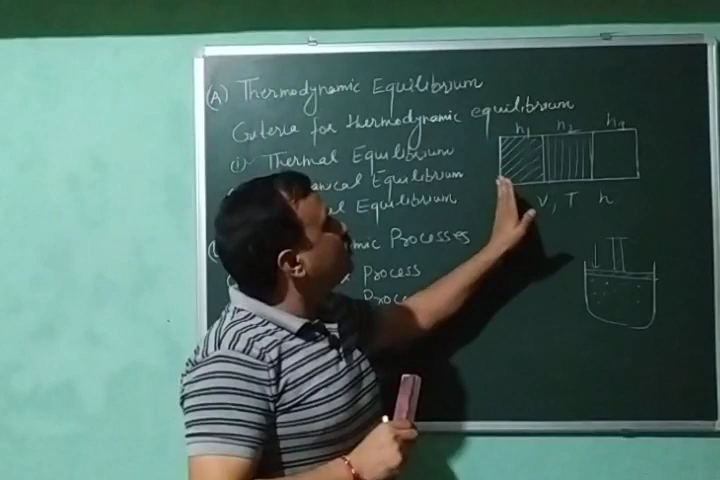 (A) Thermodynamic Equilibrium
Criteria for thermodynamic equilibrium
(i) Thermal Equilibrium
Equilibrium
Equilibrium
Processes
Process
n₁ n₂ n₃
V, T n